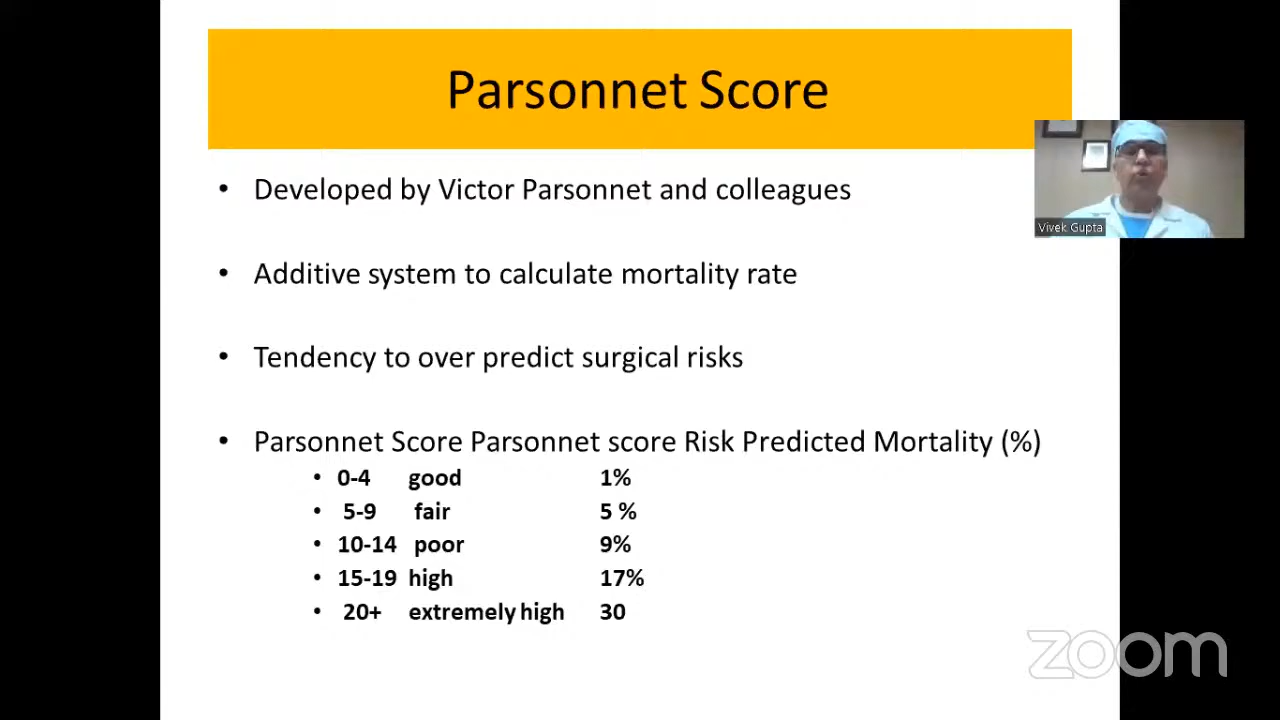 Parsonnet Score
• Developed by Victor Parsonnet and colleagues
• Additive system to calculate mortality rate
• Tendency to over predict surgical risks
• Parsonnet Score Parsonnet score Risk Predicted Mortality (%)
• 0-4 good 1%
• 5-9 fair 5 %
• 10-14 poor 9%
• 15-19 high 17%
• 20+ extremely high 30
Vivek Gupta
zoom